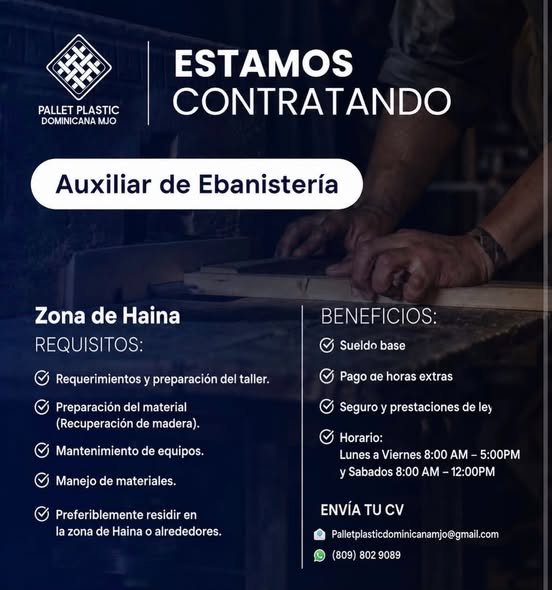 PALLET PLASTIC
DOMINICANA MJO
ESTAMOS
CONTRATANDO
Auxiliar de Ebanistería
Zona de Haina
REQUISITOS:
Requerimientos y preparación del taller.
Preparación del material
(Recuperación de madera).
Mantenimiento de equipos.
Manejo de materiales.
Preferiblemente residir en
la zona de Haina o alrededores.
BENEFICIOS:
Sueldo base
Pago de horas extras
Seguro y prestaciones de ley
Horario:
Lunes a Viernes 8:00 AM – 5:00PM
y Sabados 8:00 AM – 12:00PM
ENVÍA TU CV
Palletplasticdominicanamjo@gmail.com
(809) 802 9089